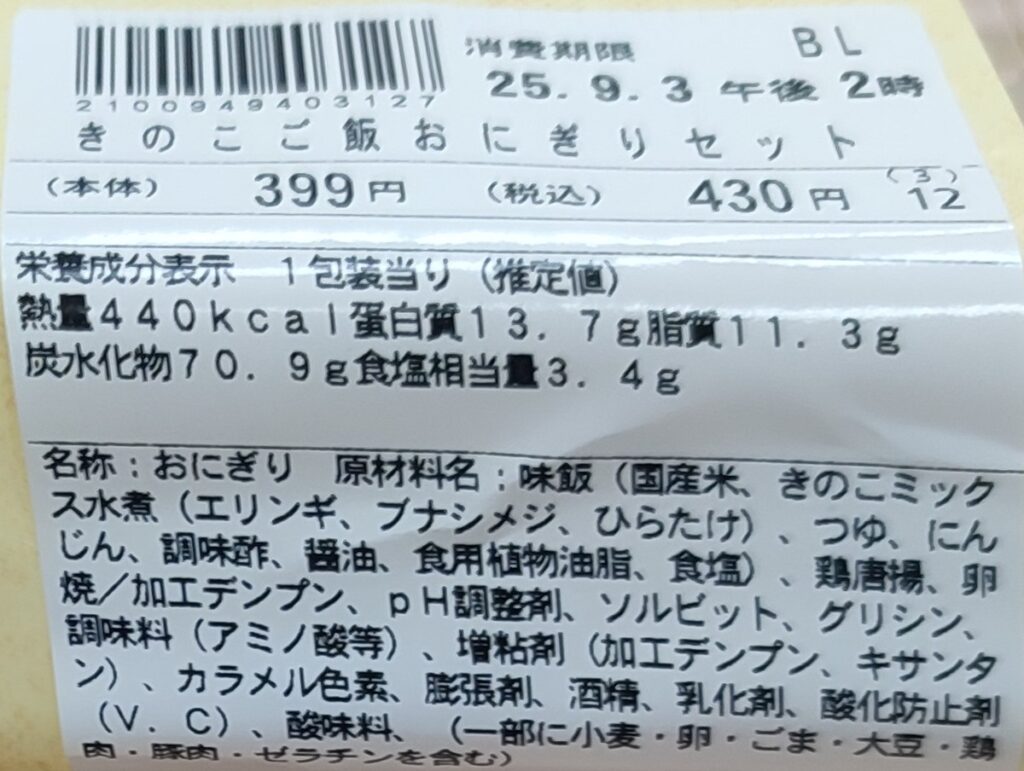 BL
消費期限
2100949403127
25. 9. 3 午後 2時
きのこご飯おにぎりセット
(本体) 399円 (税込) 430円 (3) 12
栄養成分表示 1包装当り(推定値)
熱量440kcal蛋白質13.7g脂質11.3g
炭水化物70.9g食塩相当量3.4g
名称:おにぎり 原材料名:味飯(国産米、きのこミック
ス水煮(エリンギ、ブナシメジ、ひらたけ)、つゆ、にん
じん、調味酢、醤油、食用植物油脂、食塩)、鶏唐揚、卵
焼/加工デンプン、pH調整剤、ソルビット、グリシン、
調味料(アミノ酸等)、増粘剤(加工デンプン、キサンタ
ン)、カラメル色素、膨張剤、酒精、乳化剤、酸化防止剤
(V.C)、酸味料、(一部に小麦・卵・ごま・大豆・鶏
肉・豚肉・ゼラチンを含む)